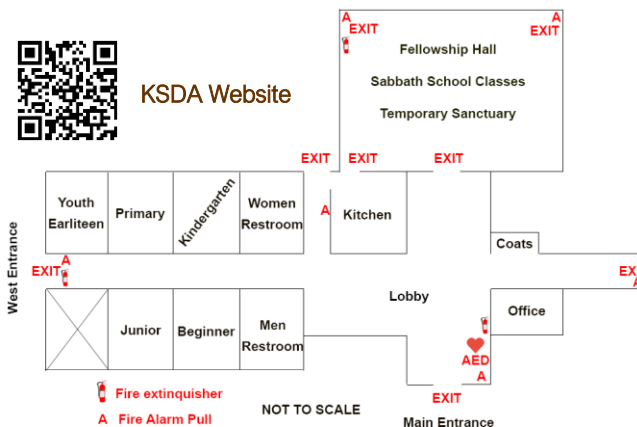 A
EXIT
A
EXIT
Fellowship Hall
Sabbath School Classes
Temporary Sanctuary
KSDA Website
EXIT
EXIT
EXIT
Youth
Earliteen
Primary
Kindergarten
Women
Restroom
A
Kitchen
Coats
West Entrance
A
EXIT
EXI
A
Lobby
Office
Junior
Beginner
Men
Restroom
AED
A
EXIT
Fire extinguisher
A Fire Alarm Pull
NOT TO SCALE
Main Entrance